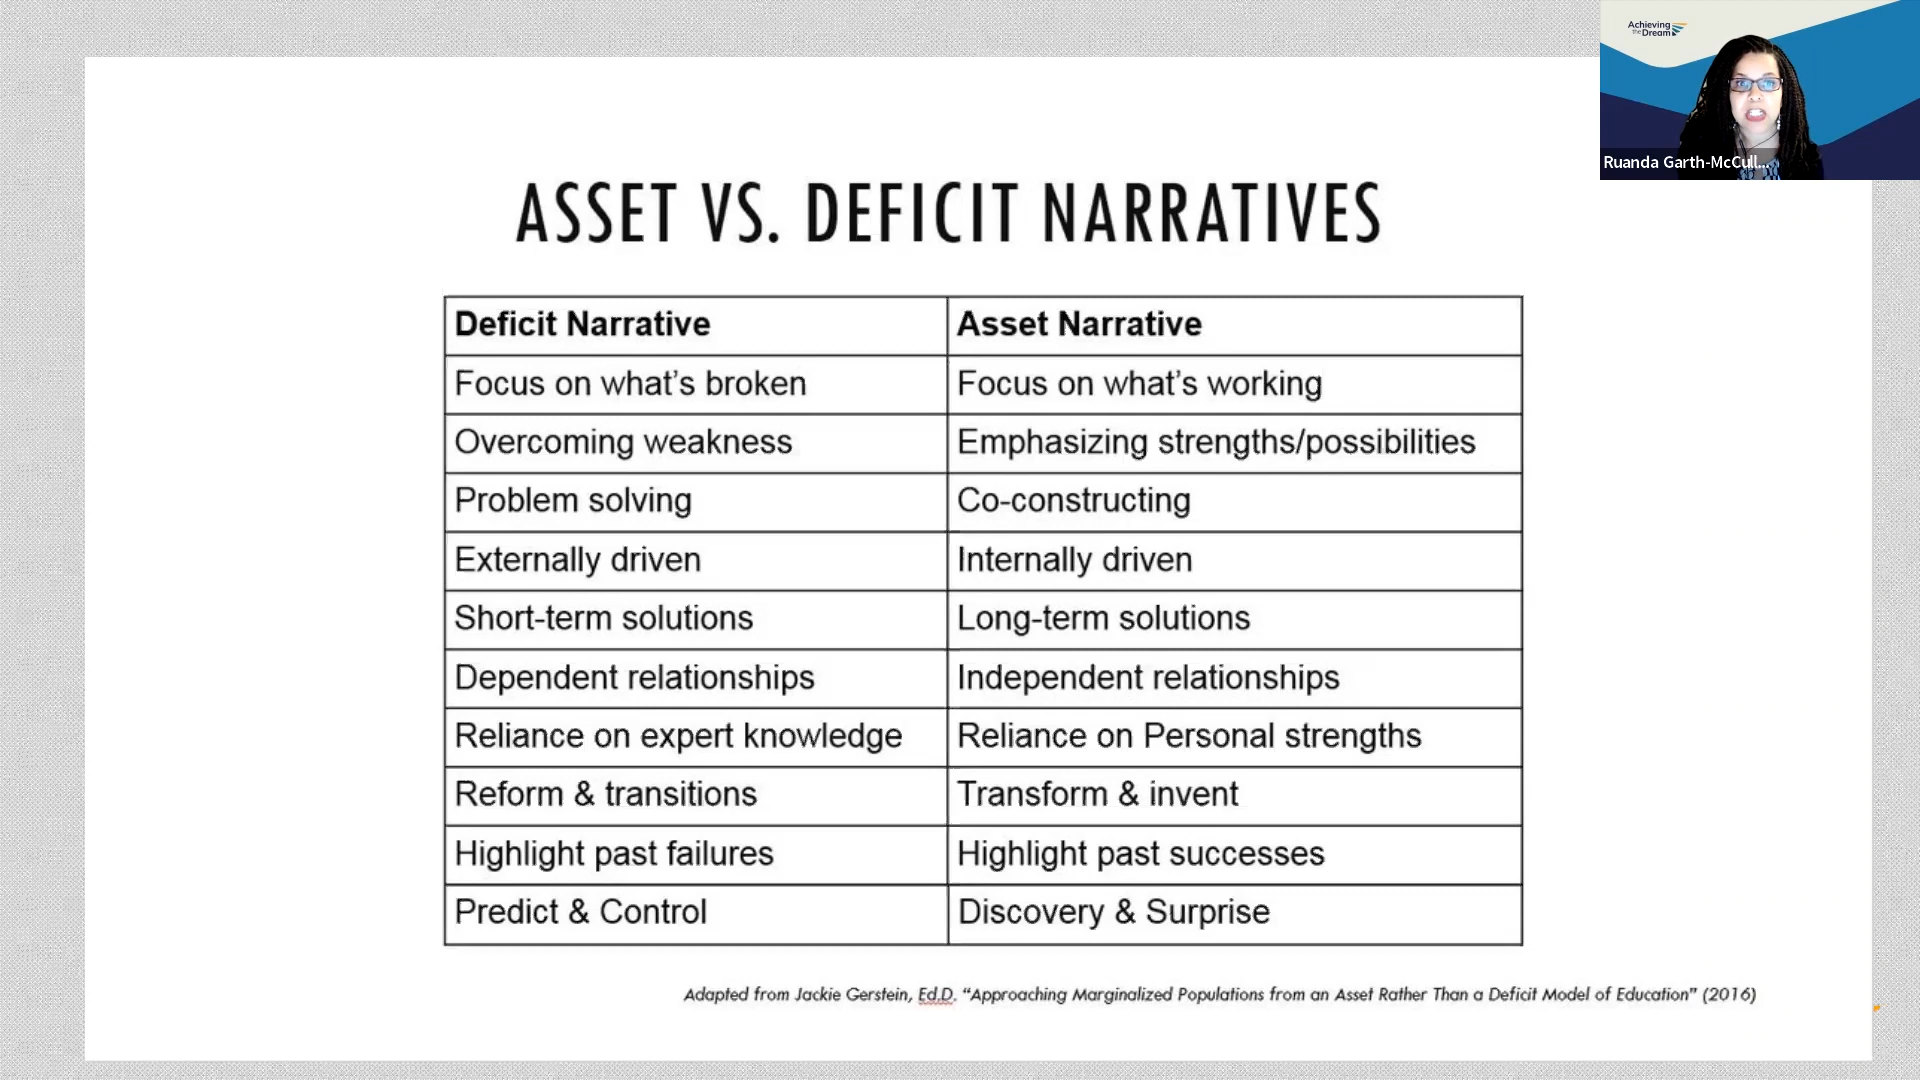 Achieving
the Dream
Ruanda Garth-McCull...
ASSET VS. DEFICIT NARRATIVES
Deficit Narrative
Asset Narrative
Focus on what's broken
Focus on what's working
Overcoming weakness
Emphasizing strengths/possibilities
Problem solving
Co-constructing
Externally driven
Internally driven
Short-term solutions
Long-term solutions
Dependent relationships
Independent relationships
Reliance on expert knowledge
Reliance on Personal strengths
Reform & transitions
Transform & invent
Highlight past failures
Highlight past successes
Predict & Control
Discovery & Surprise
Adapted from Jackie Gerstein, Ed.D. “Approaching Marginalized Populations from an Asset Rather Than a Deficit Model of Education” (2016)